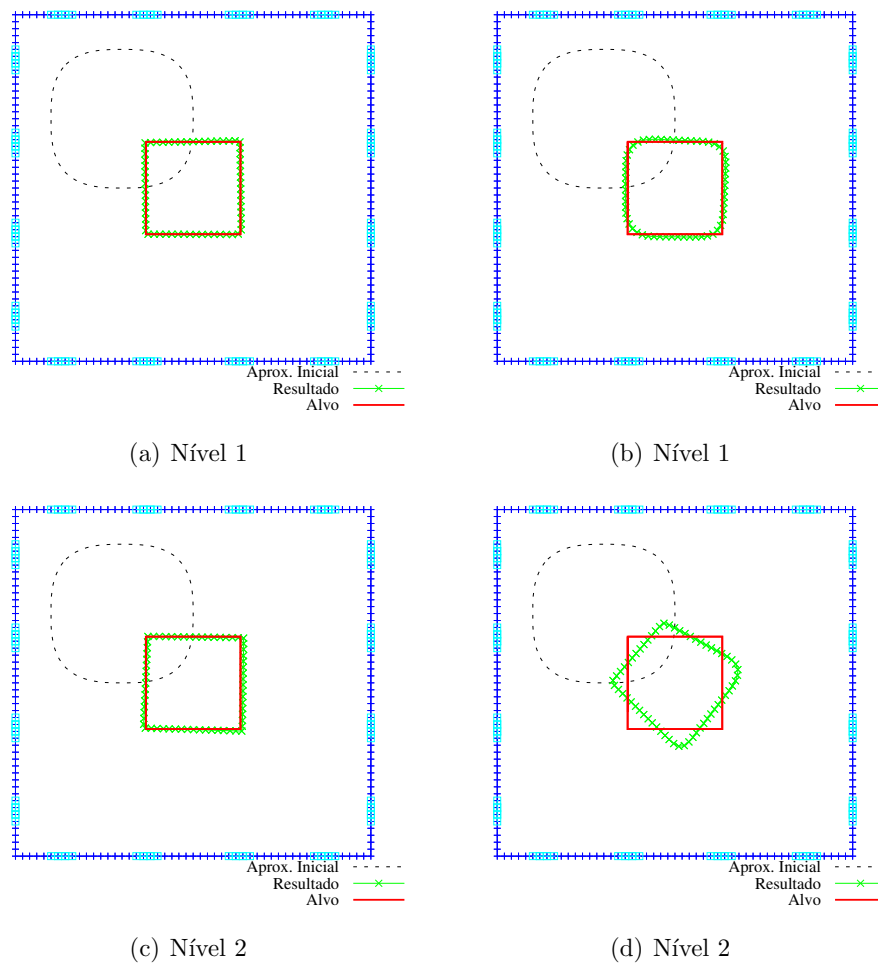 Aprox. Inicial
Resultado
Alvo
(a) Nível 1
Aprox. Inicial
Resultado
Alvo
(b) Nível 1
Aprox. Inicial
Resultado
Alvo
(c) Nível 2
Aprox. Inicial
Resultado
Alvo
(d) Nível 2